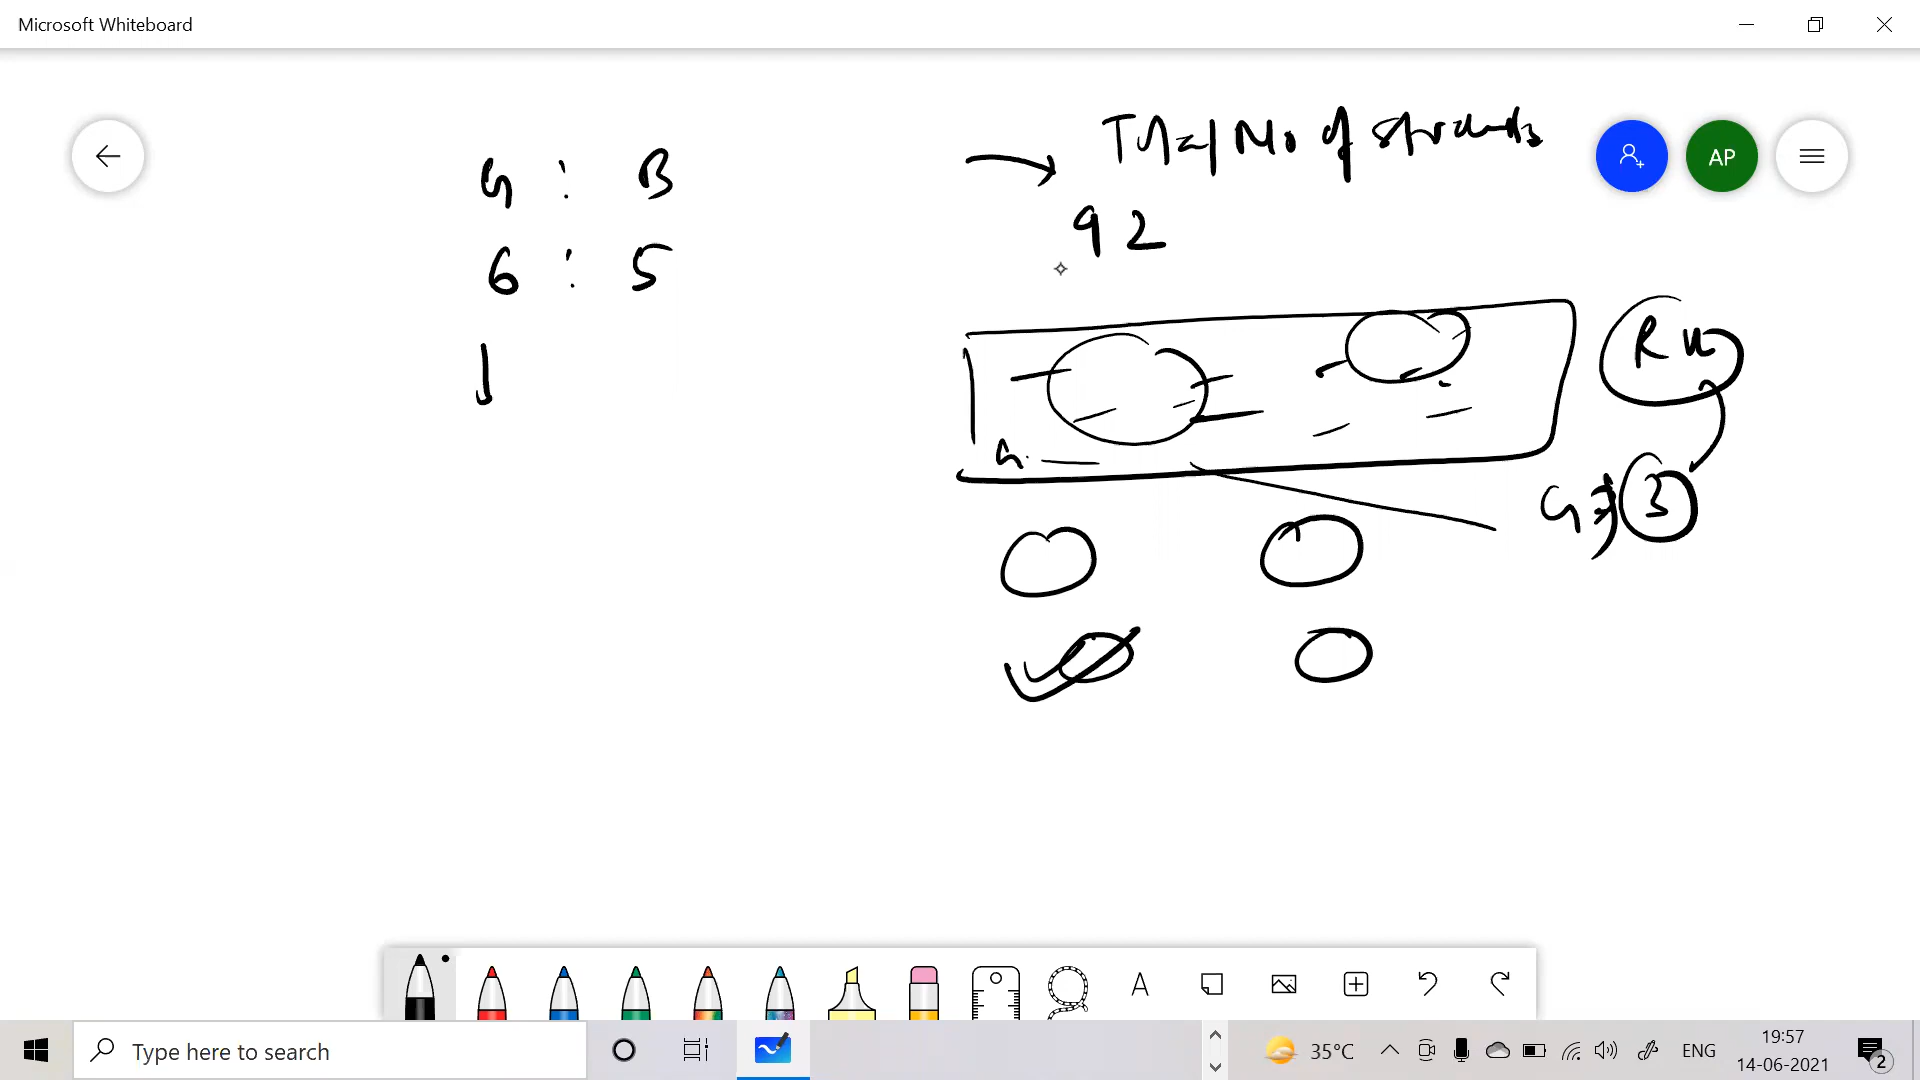 Microsoft Whiteboard
G : B
6 : 5
Total No of students
92
G.
R W
G 3
AP
A
Type here to search
35°C
ENG
19:57
14-06-2021
2